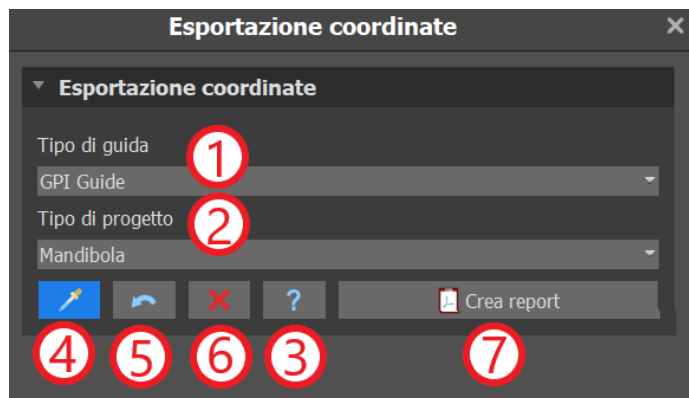 Esportazione coordinate
Esportazione coordinate
Tipo di guida
1
GPI Guide
Tipo di progetto
2
Mandibola
?
Crea report
4
5
6
3
7